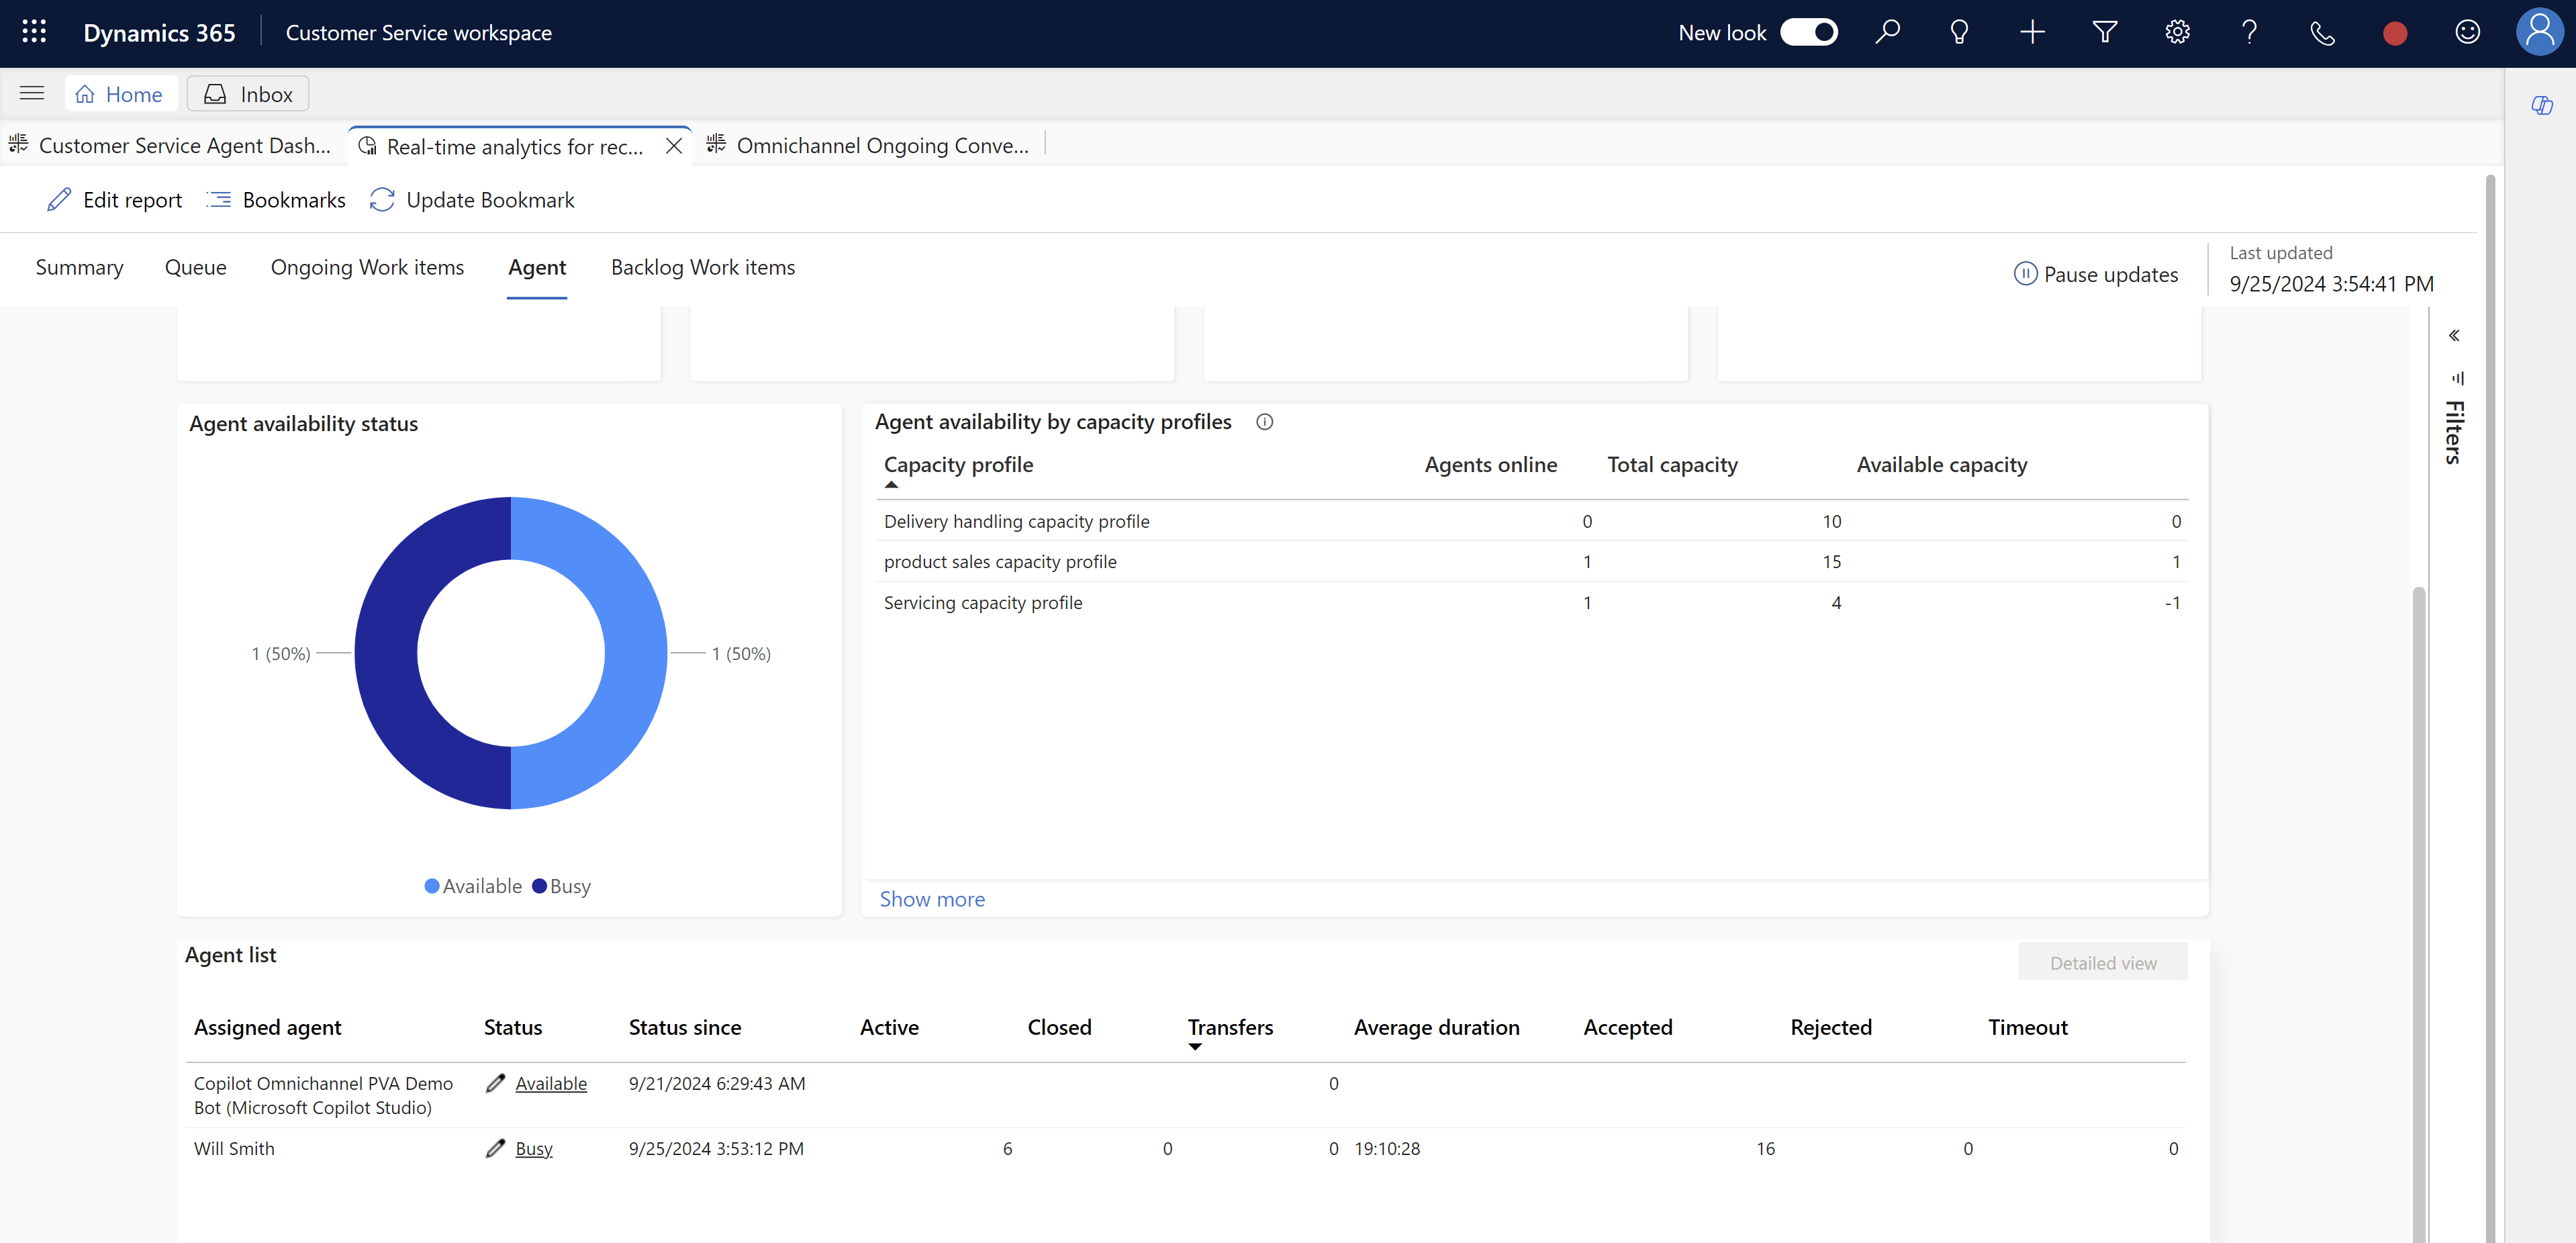 Dynamics 365 Customer Service workspace New look
Home Inbox
Customer Service Agent Dash... Real-time analytics for rec... Omnichannel Ongoing Conve...
Edit report Bookmarks Update Bookmark
Summary Queue Ongoing Work items Agent Backlog Work items Pause updates
Last updated
9/25/2024 3:54:41 PM
Filters
Agent availability status
1 (50%) 1 (50%)
Available Busy
Agent availability by capacity profiles
Capacity profile Agents online Total capacity Available capacity
Delivery handling capacity profile 0 10 0
product sales capacity profile 1 15 1
Servicing capacity profile 1 4 -1
Show more
Agent list Detailed view
Assigned agent Status Status since Active Closed Transfers Average duration Accepted Rejected Timeout
Copilot Omnichannel PVA Demo Available 9/21/2024 6:29:43 AM 0
Bot (Microsoft Copilot Studio)
Will Smith Busy 9/25/2024 3:53:12 PM 6 0 0 19:10:28 16 0 0